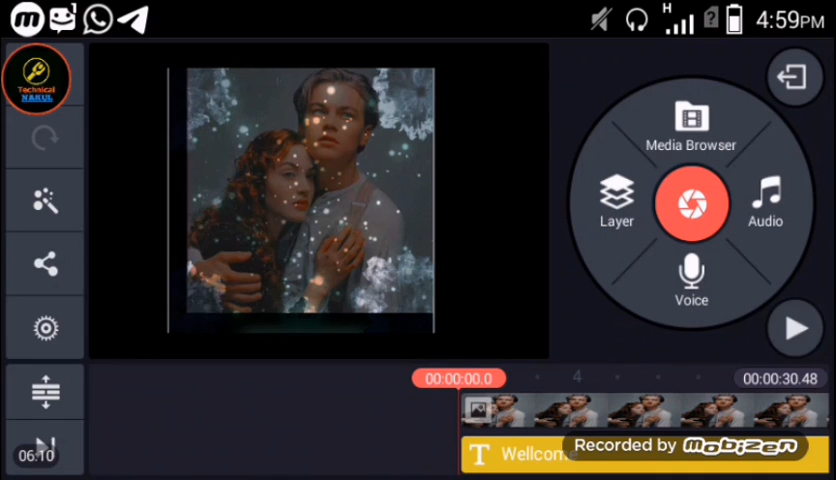 H
4:59PM
Technical
NAKUL
Media Browser
Layer
Audio
Voice
00:00:00.0
4
00:00:30.48
06:10
T Wellcome
Recorded by mobizen